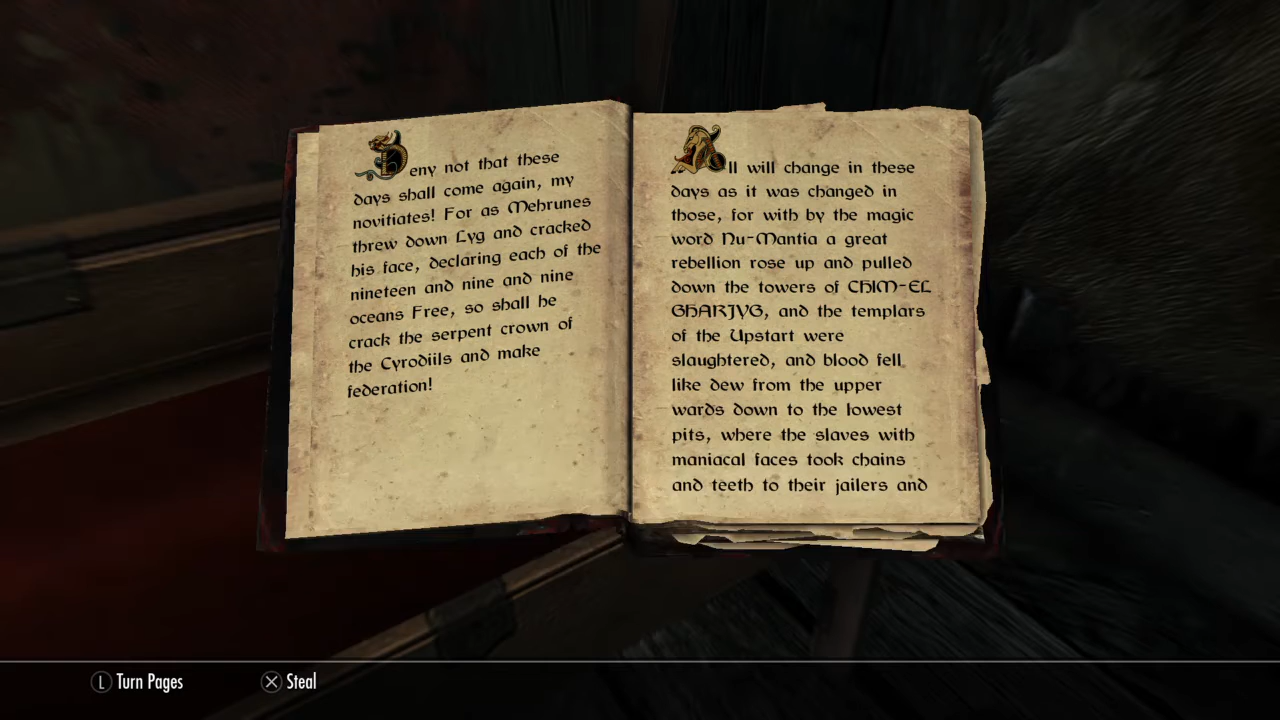 Deny not that these
days shall come again, my
novitiates! For as Mehrunes
threw down Lyg and cracked
his face, declaring each of the
nineteen and nine and nine
oceans Free, so shall he
crack the serpent crown of
the Cyrodiils and make
federation!
All will change in these
days as it was changed in
those, for with by the magic
word Nu-Mantia a great
rebellion rose up and pulled
down the towers of CHIM-EL
GHARJYG, and the templars
of the Upstart were
slaughtered, and blood fell
like dew from the upper
wards down to the lowest
pits, where the slaves with
maniacal faces took chains
and teeth to their jailers and
L Turn Pages
X Steal